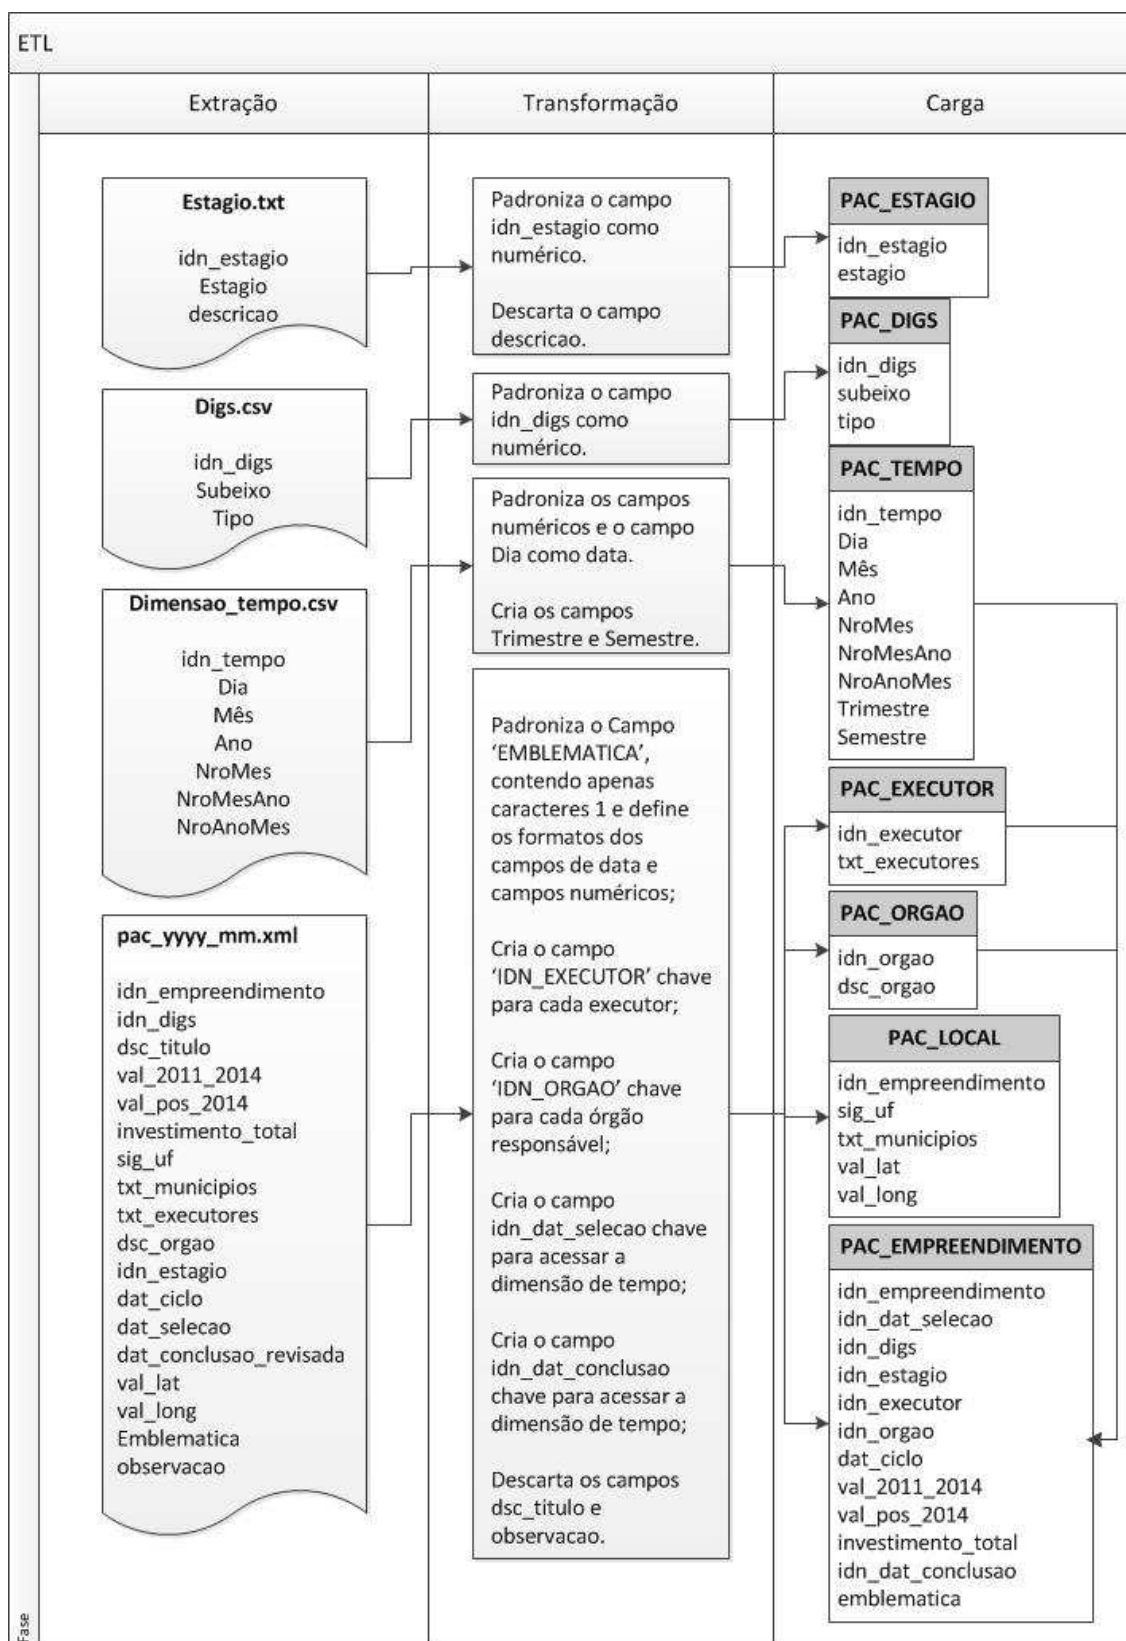 ETL
Extração
Transformação
Carga
Estagio.txt
idn_estagio
Estagio
descricao
Padroniza o campo
idn_estagio como
numérico.
Descarta o campo
descricao.
PAC_ESTAGIO
idn_estagio
estagio
Digs.csv
idn_digs
Subeixo
Tipo
Padroniza o campo
idn_digs como
numérico.
PAC_DIGS
idn_digs
subeixo
tipo
Dimensao_tempo.csv
idn_tempo
Dia
Mês
Ano
NroMes
NroMesAno
NroAnoMes
Padroniza os campos
numéricos e o campo
Dia como data.
Cria os campos
Trimestre e Semestre.
PAC_TEMPO
idn_tempo
Dia
Mês
Ano
NroMes
NroMesAno
NroAnoMes
Trimestre
Semestre
pac_yyyy_mm.xml
idn_empreendimento
idn_digs
dsc_titulo
val_2011_2014
val_pos_2014
investimento_total
sig_uf
txt_municipios
txt_executores
dsc_orgao
idn_estagio
dat_ciclo
dat_selecao
dat_conclusao_revisada
val_lat
val_long
Emblematica
observacao
Padroniza o Campo
‘EMBLEMATICA’,
contendo apenas
caracteres 1 e define
os formatos dos
campos de data e
campos numéricos;
Cria o campo
‘IDN_EXECUTOR’ chave
para cada executor;
Cria o campo
‘IDN_ORGAO’ chave
para cada órgão
responsável;
Cria o campo
idn_dat_selecao chave
para acessar a
dimensão de tempo;
Cria o campo
idn_dat_conclusao
chave para acessar a
dimensão de tempo;
Descarta os campos
dsc_titulo e
observacao.
PAC_EXECUTOR
idn_executor
txt_executores
PAC_ORGAO
idn_orgao
dsc_orgao
PAC_LOCAL
idn_empreendimento
sig_uf
txt_municipios
val_lat
val_long
PAC_EMPREENDIMENTO
idn_empreendimento
idn_dat_selecao
idn_digs
idn_estagio
idn_executor
idn_orgao
dat_ciclo
val_2011_2014
val_pos_2014
investimento_total
idn_dat_conclusao
emblematica
Fase